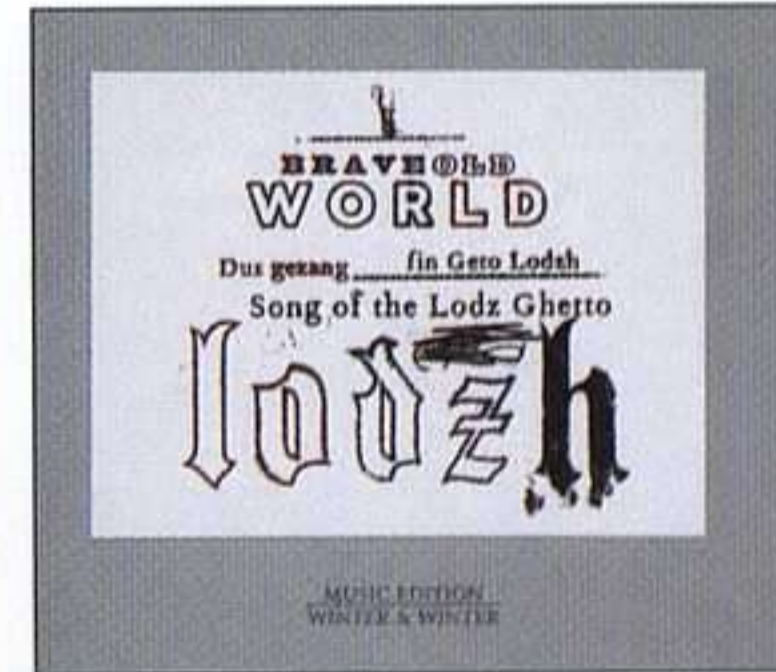 BRAVE OLD
WORLD
Dus gezang fin Geto Lodzh
Song of the Lodz Ghetto
lodzh
MUSIC EDITION
WINTER & WINTER